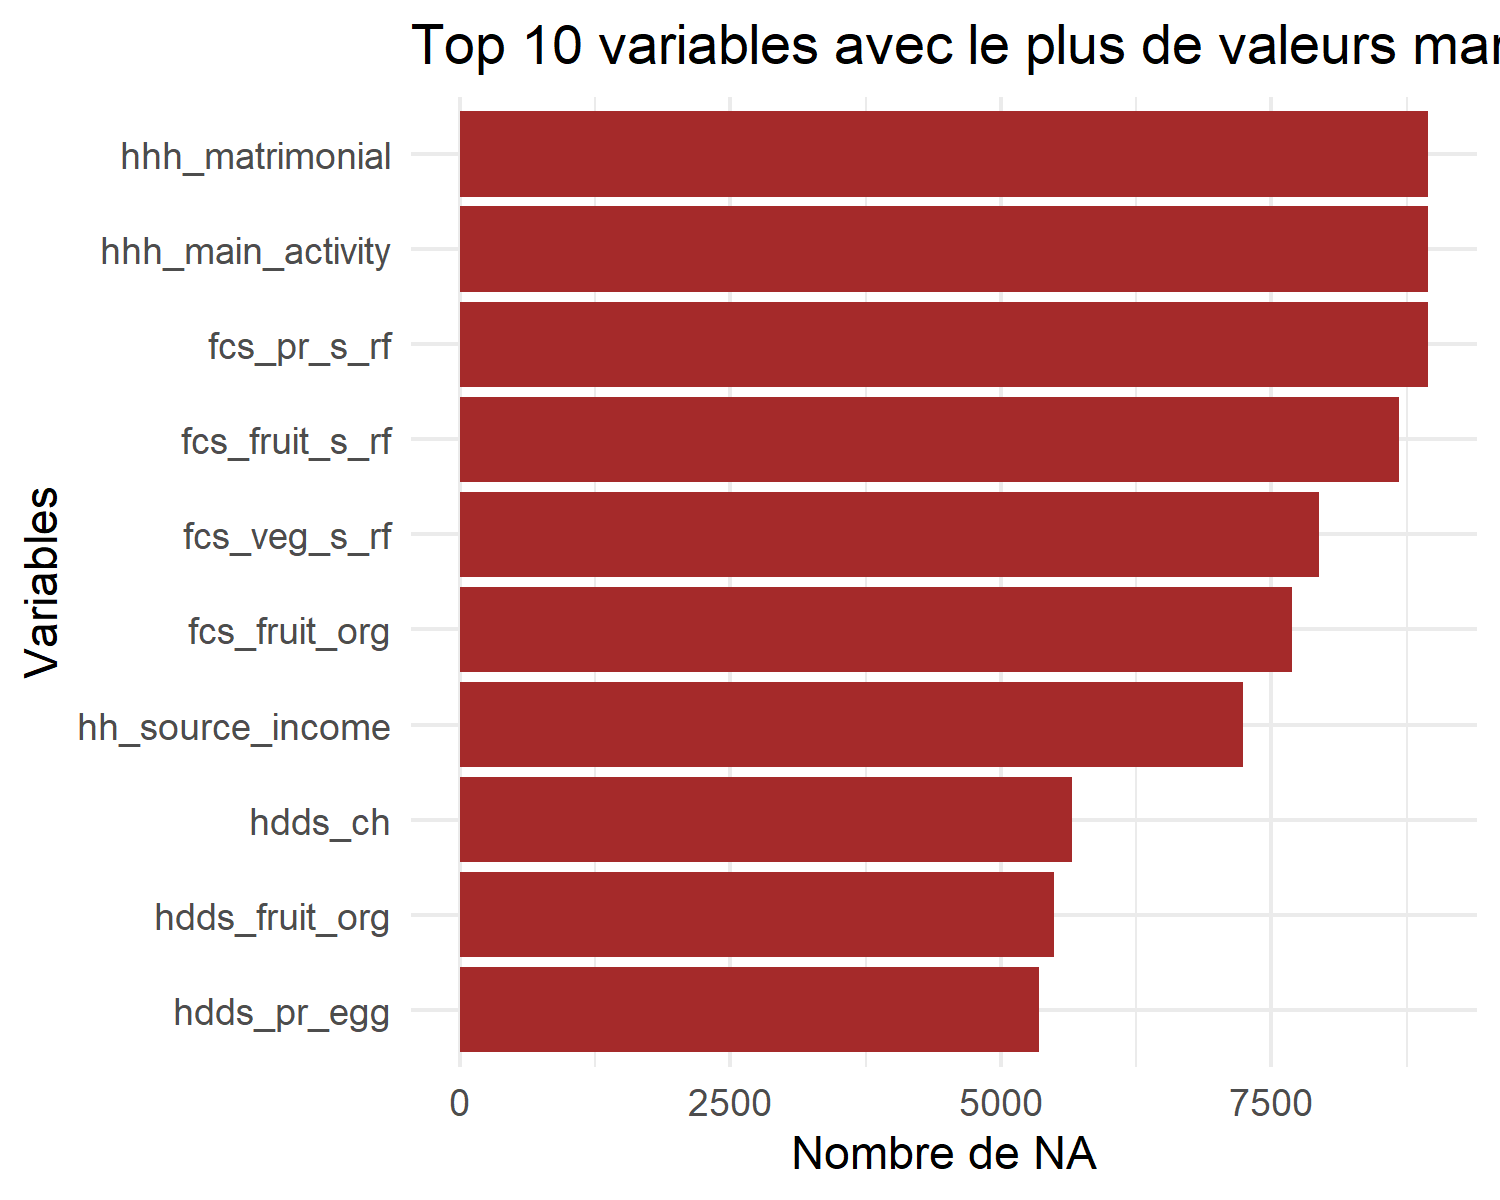 Top 10 variables avec le plus de valeurs
hhh_matrimonial
hhh_main_activity
fcs_pr_s_rf
fcs_fruit_s_rf
fcs_veg_s_rf
fcs_fruit_org
hh_source_income
hdds_ch
hdds_fruit_org
hdds_pr_egg
Variables
0 2500 5000 7500
Nombre de NA